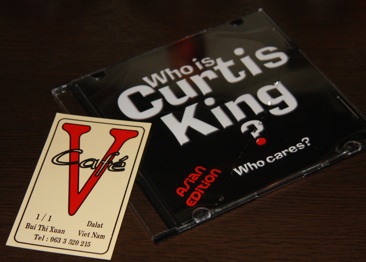 Who is
Curtis
King
?
Who cares?
Asian
Edition
V
Café
1 / 1
Bui Thi Xuan
Dalat
Viet Nam
Tel : 063 3 520 215